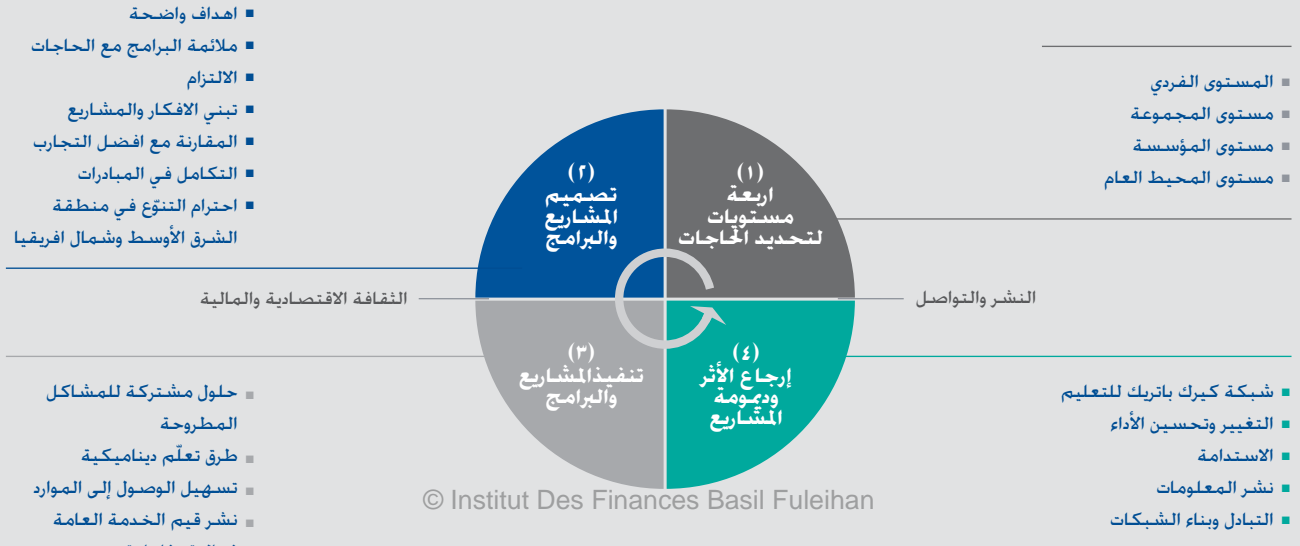 المستوى الفردي
مستوى المجموعة
مستوى المؤسسة
مستوى المحيط العام
(١)
اربعة
مستويات
لتحديد الحاجات
اهداف واضحة
ملائمة البرامج مع الحاجات
الالتزام
تبني الافكار والمشاريع
المقارنة مع افضل التجارب
التكامل في المبادرات
احترام التنوّع في منطقة
الشرق الأوسط وشمال افريقيا
(٢)
تصميم
المشاريع
والبرامج
النشر والتواصل
الثقافة الاقتصادية والمالية
(٣)
تنفيذالمشاريع
والبرامج
حلول مشتركة للمشاكل
المطروحة
طرق تعلّم ديناميكية
تسهيل الوصول إلى الموارد
نشر قيم الخدمة العامة
(٤)
إرجاع الأثر
وديمومة
المشاريع
شبكة كيرك باتريك للتعليم
التغيير وتحسين الأداء
الاستدامة
نشر المعلومات
التبادل وبناء الشبكات
© Institut Des Finances Basil Fuleihan